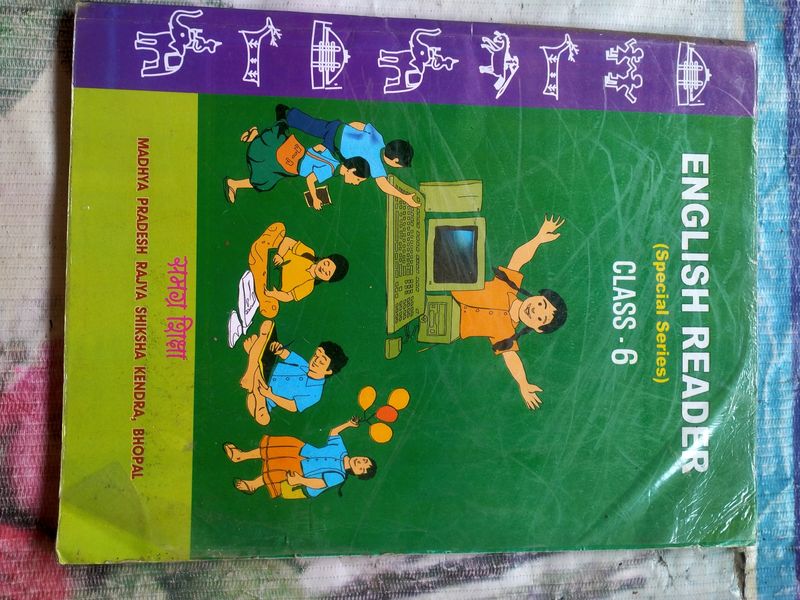 ENGLISH READER
(Special Series)
CLASS - 6
समग्र शिक्षा
MADHYA PRADESH RAJYA SHIKSHA KENDRA, BHOPAL